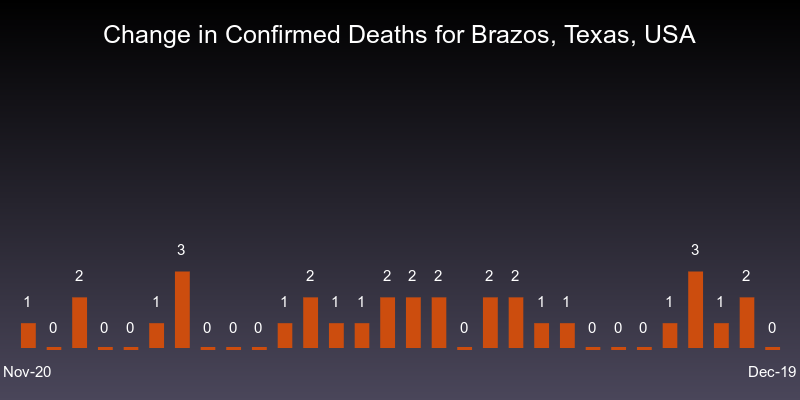 Change in Confirmed Deaths for Brazos, Texas, USA
1 0 2 0 0 1 3 0 0 0 1 2 1 1 2 2 2 0 2 2 1 1 0 0 0 1 3 1 2 0
Nov-20 Dec-19